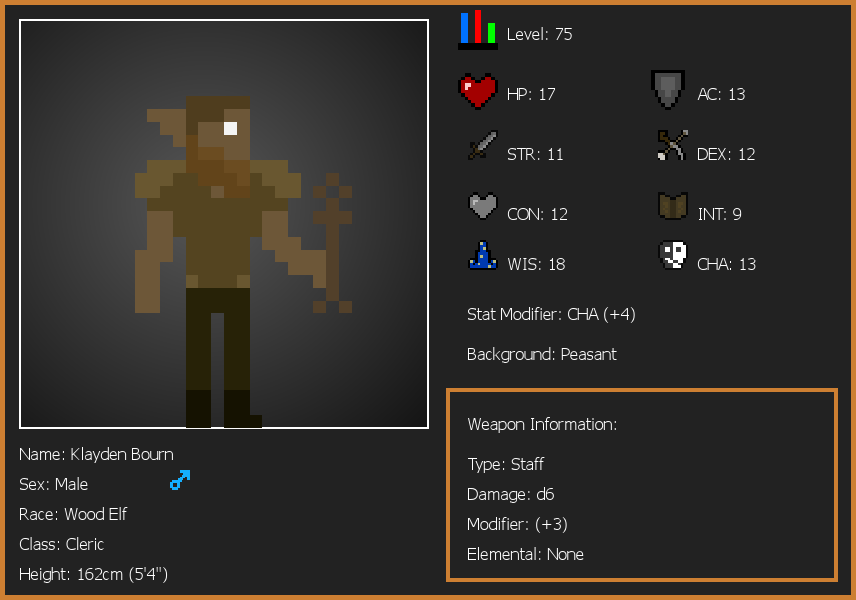 Level: 75
HP: 17
AC: 13
STR: 11
DEX: 12
CON: 12
INT: 9
WIS: 18
CHA: 13
Stat Modifier: CHA (+4)
Background: Peasant
Weapon Information:
Type: Staff
Damage: d6
Modifier: (+3)
Elemental: None
Name: Klayden Bourn
Sex: Male
Race: Wood Elf
Class: Cleric
Height: 162cm (5'4")